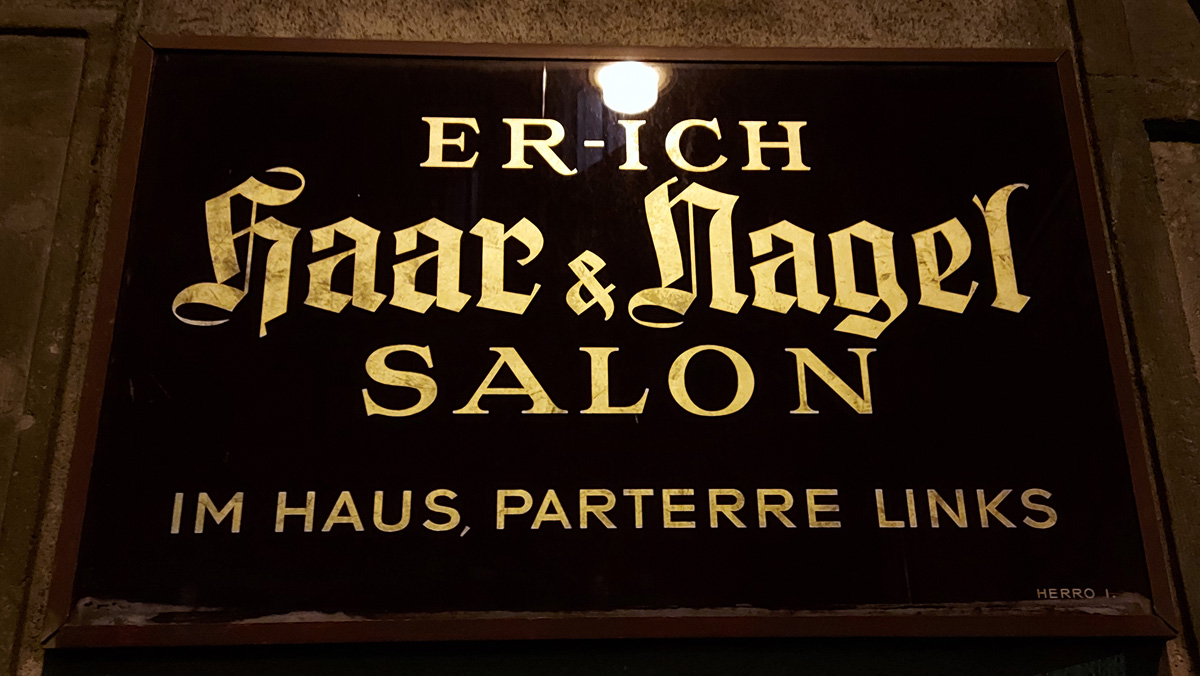 ER-ICH
Haar & Nagel
SALON
IM HAUS, PARTERRE LINKS
HERRO I.